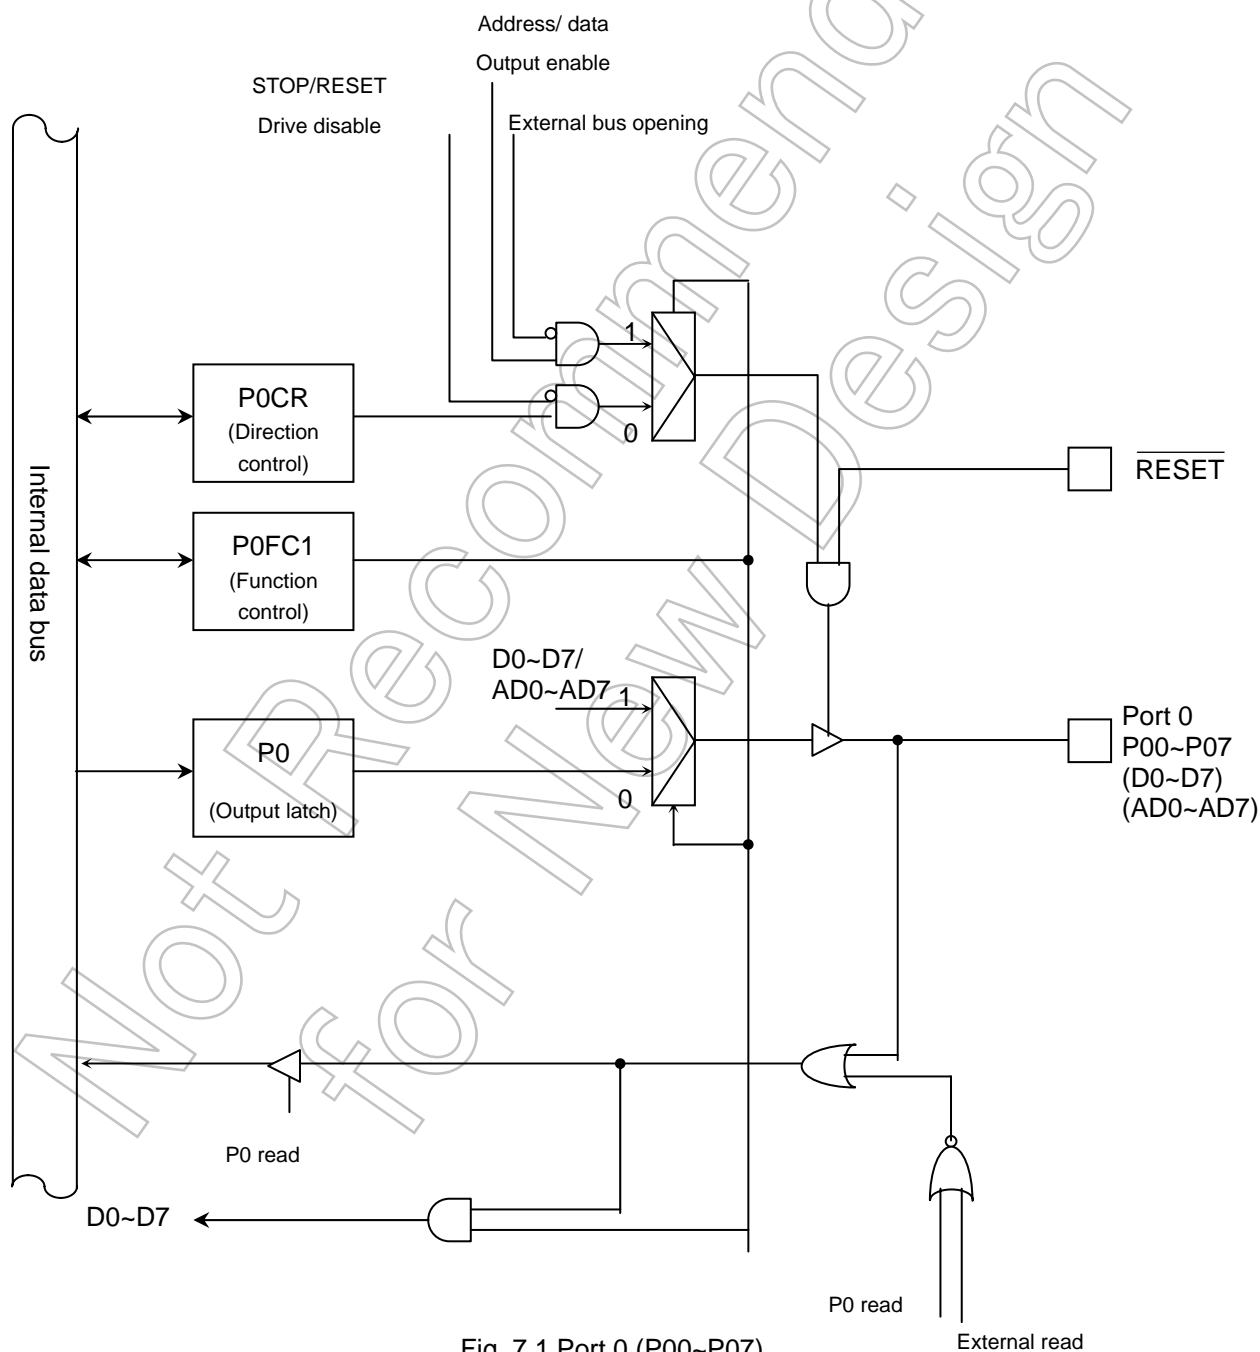 Address/ data
Output enable
STOP/RESET
Drive disable
External bus opening
1
0
P0CR
(Direction
control)
RESET
P0FC1
(Function
control)
Internal data bus
D0~D7/
AD0~AD7
1
0
P0
(Output latch)
Port 0
P00~P07
(D0~D7)
(AD0~AD7)
P0 read
D0~D7
P0 read
External read
Fig. 7.1 Port 0 (P00~P07)
Not Recommend
for New Design